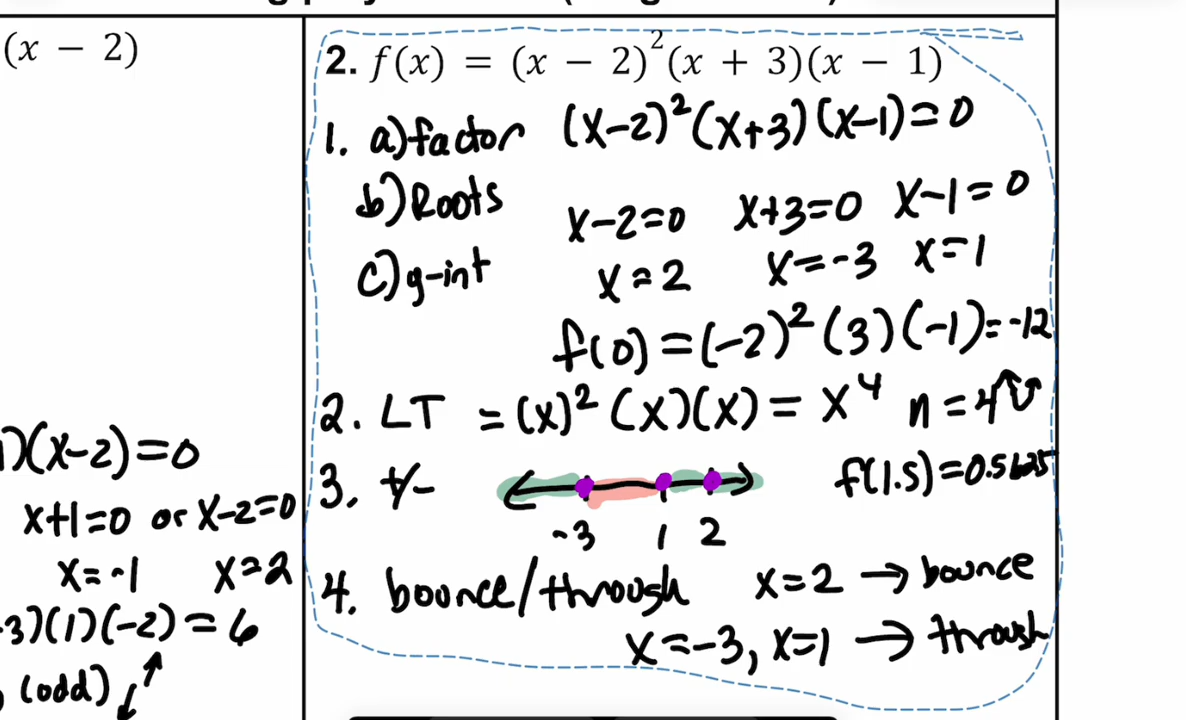 (x − 2)
)(x-2)=0
x+1=0 or x-2=0
x=-1 x=2
-3)(1)(-2)=6
(odd)
2. f(x) = (x − 2)²(x + 3)(x − 1)
1. a) factor (x-2)²(x+3)(x-1)=0
b) Roots x-2=0 x+3=0 x-1=0
x=2 x=-3 x=1
c) y-int
f(0)=(-2)²(3)(-1)=-12
2. LT =(x)²(x)(x)=x⁴ n=4
3. +/- f(1.5)=0.5625
-3 1 2
4. bounce/through x=2 → bounce
x=-3, x=1 → through